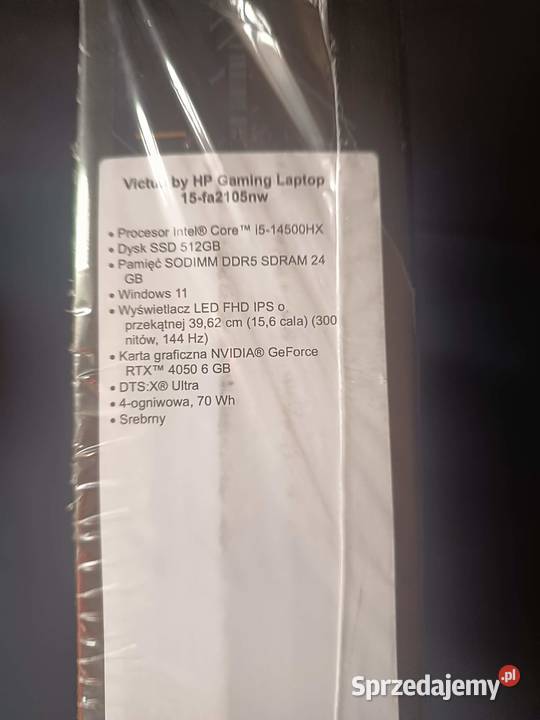 Victus by HP Gaming Laptop
15-fa2105nw
• Procesor Intel® Core™ i5-14500HX
• Dysk SSD 512GB
• Pamięć SODIMM DDR5 SDRAM 24
GB
• Windows 11
• Wyświetlacz LED FHD IPS o
przekątnej 39,62 cm (15,6 cala) (300
nitów, 144 Hz)
• Karta graficzna NVIDIA® GeForce
RTX™ 4050 6 GB
• DTS:X® Ultra
• 4-ogniwowa, 70 Wh
• Srebrny
Sprzedajemy.pl